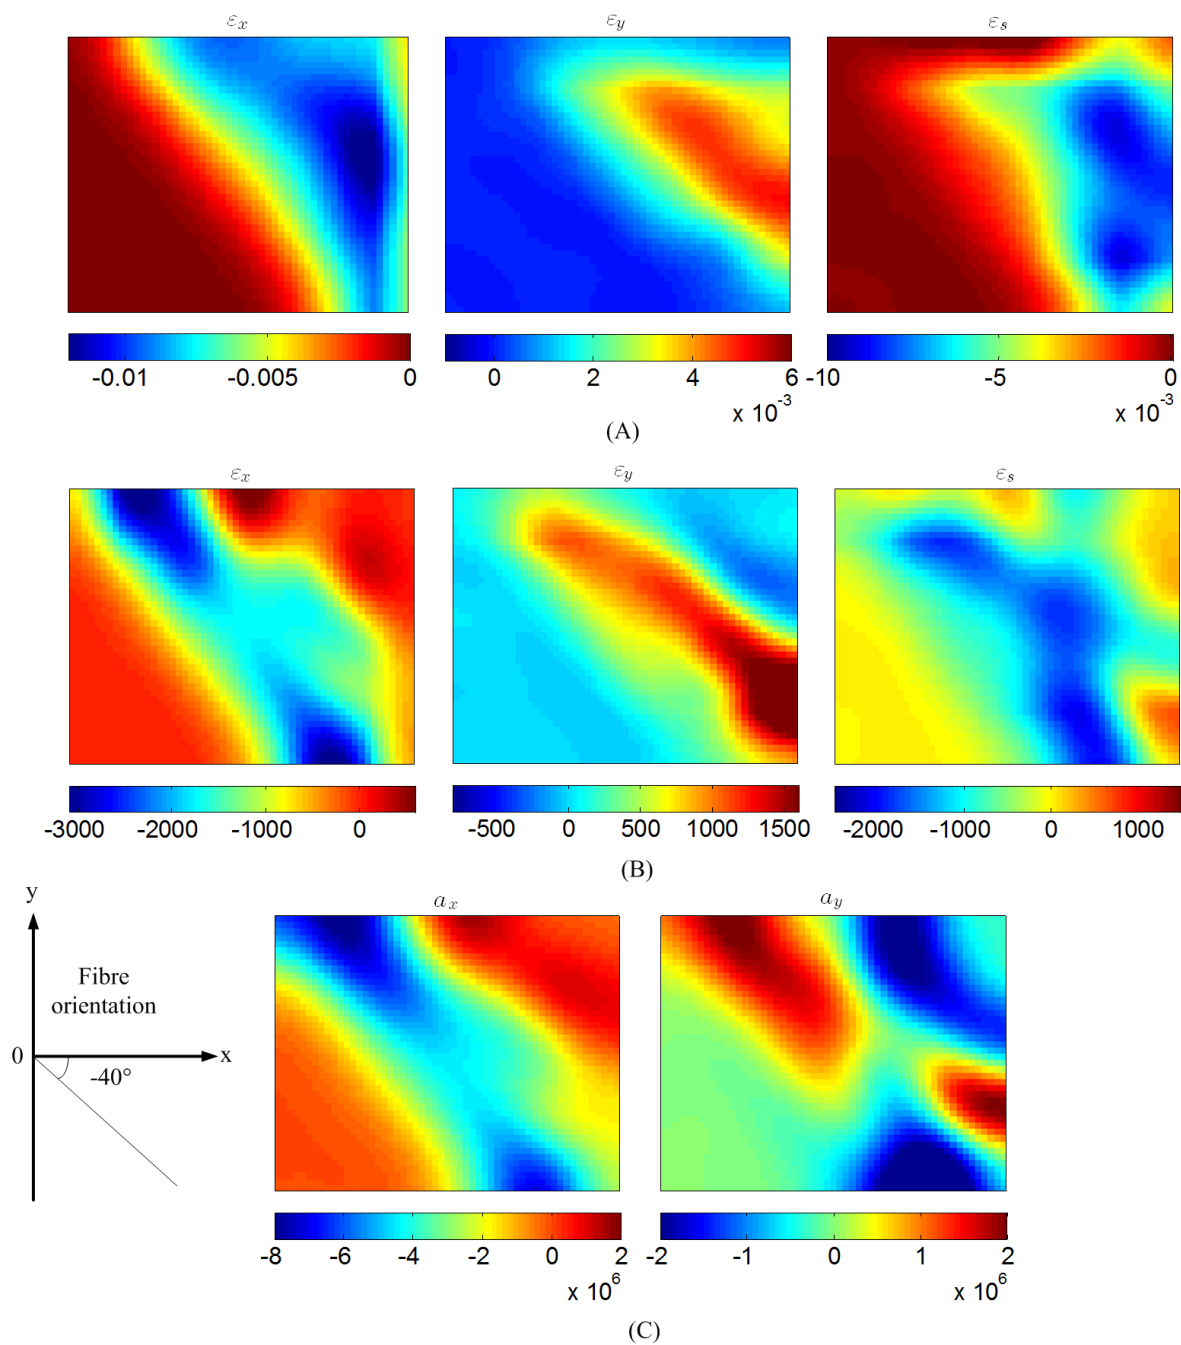 εx εy εs
-0.01 -0.005 0 0 2 4 6 -10 -5 0
x 10-3 x 10-3
(A)
εx εy εs
-3000 -2000 -1000 0 -500 0 500 1000 1500 -2000 -1000 0 1000
(B)
y
ax ay
Fibre
orientation
0 x
-40°
-8 -6 -4 -2 0 2 -2 -1 0 1 2
x 106 x 106
(C)